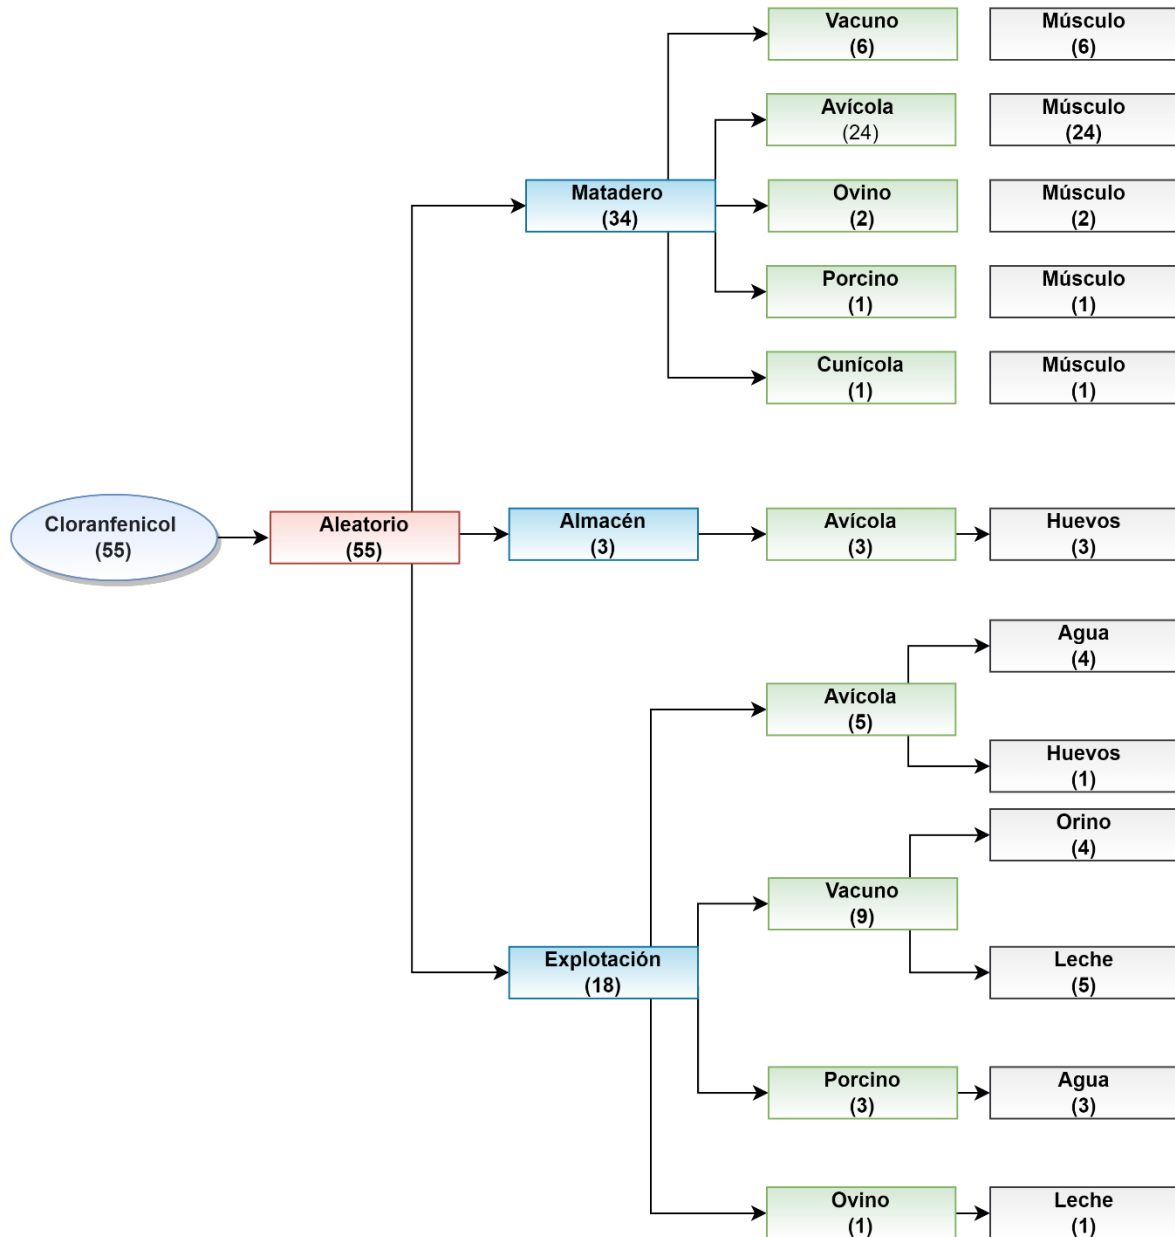 Vacuno
(6)
Músculo
(6)
Avícola
(24)
Músculo
(24)
Matadero
(34)
Ovino
(2)
Músculo
(2)
Porcino
(1)
Músculo
(1)
Cunícola
(1)
Músculo
(1)
Cloranfenicol
(55)
Aleatorio
(55)
Almacén
(3)
Avícola
(3)
Huevos
(3)
Avícola
(5)
Agua
(4)
Huevos
(1)
Explotación
(18)
Vacuno
(9)
Orino
(4)
Leche
(5)
Porcino
(3)
Agua
(3)
Ovino
(1)
Leche
(1)